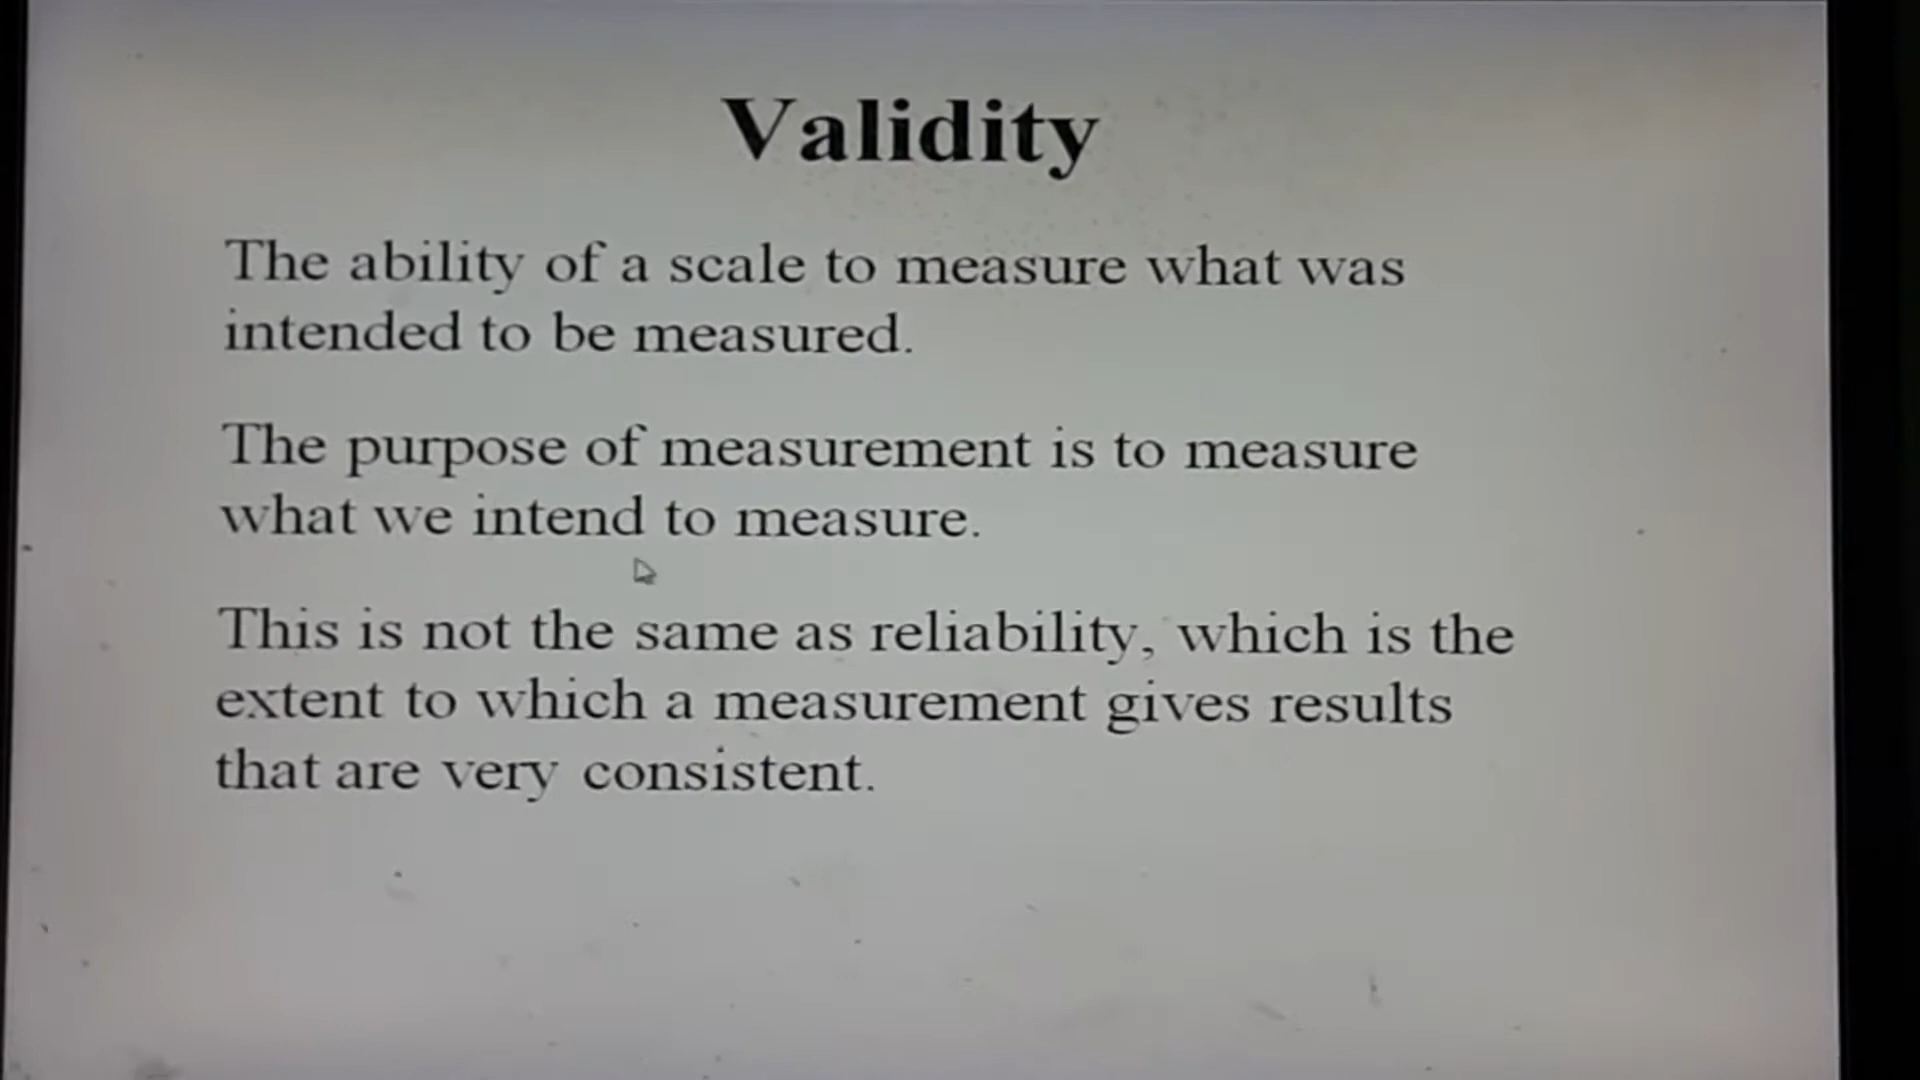 Validity
The ability of a scale to measure what was
intended to be measured.
The purpose of measurement is to measure
what we intend to measure.
This is not the same as reliability, which is the
extent to which a measurement gives results
that are very consistent.